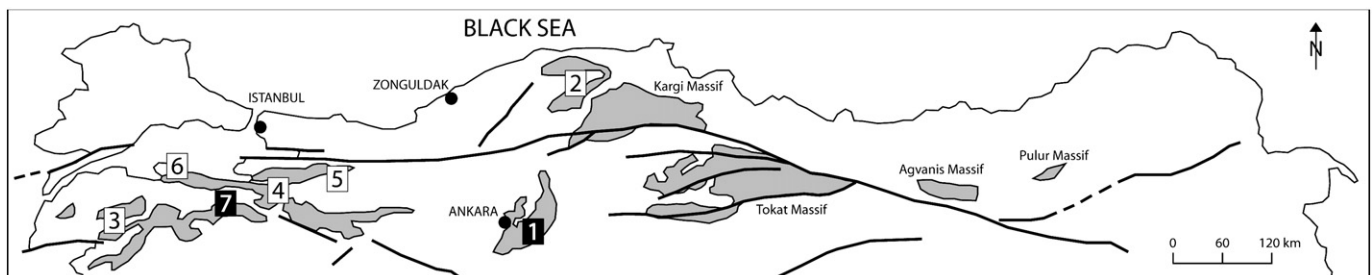 BLACK SEA
N
ZONGULDAK
2
Kargi Massif
ISTANBUL
6
5
Agvanis Massif
Pulur Massif
4
7
3
ANKARA
1
Tokat Massif
0 60 120 km